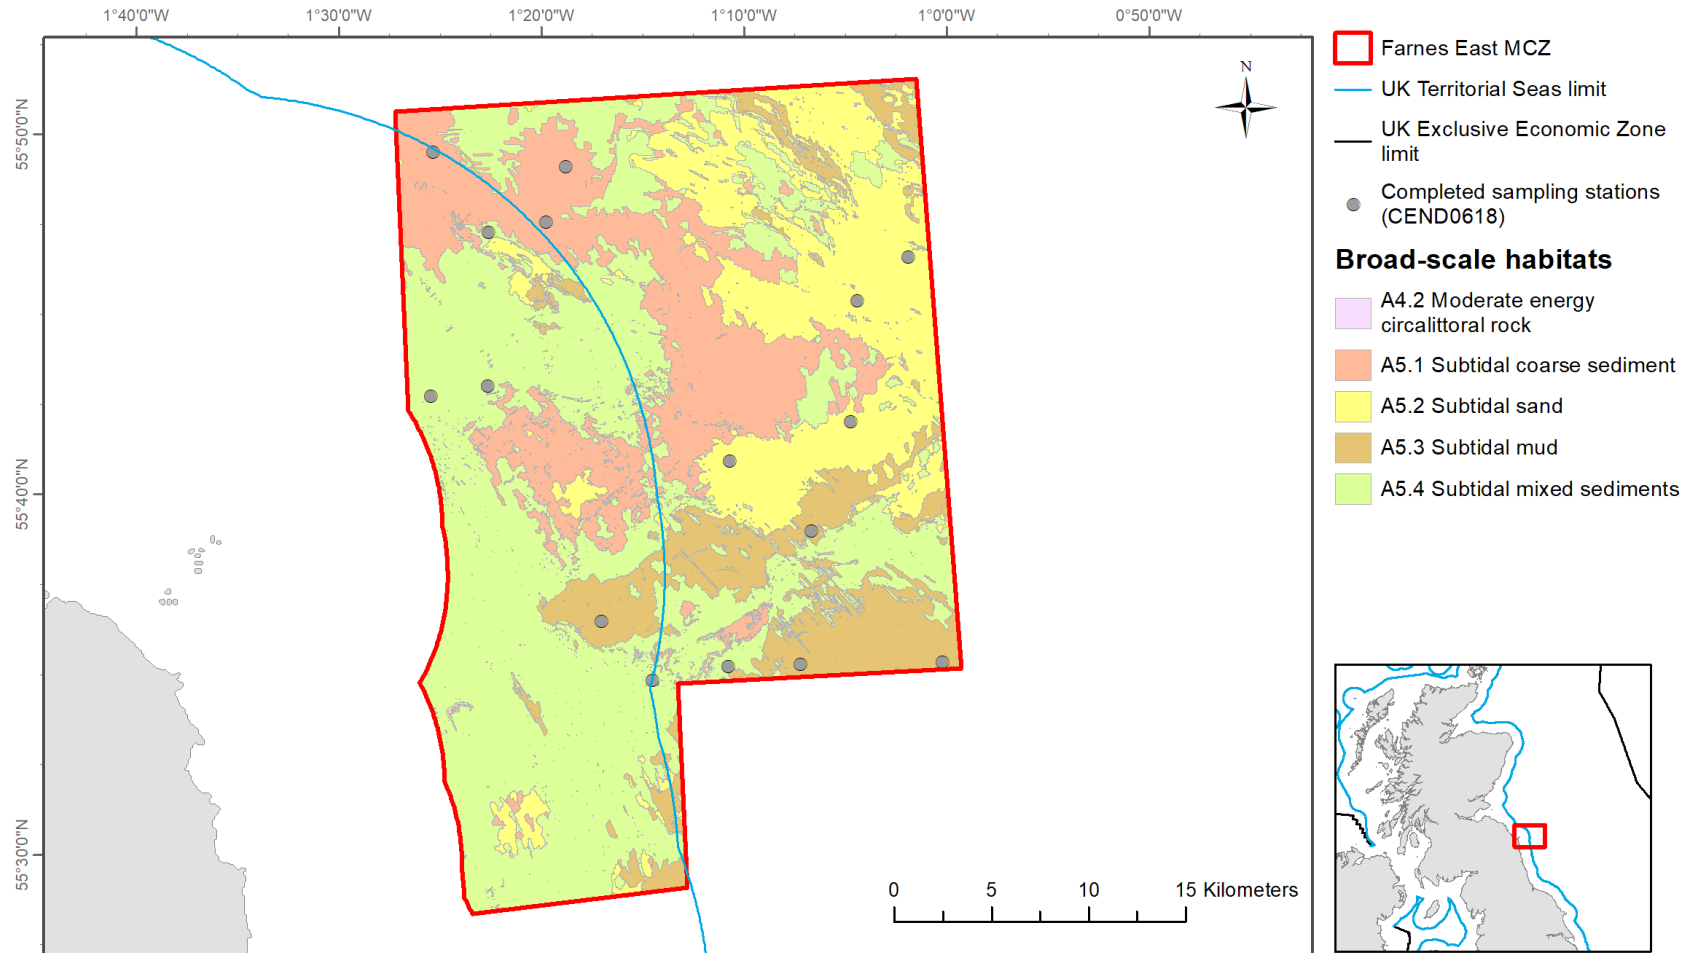 1°40'0"W 1°30'0"W 1°20'0"W 1°10'0"W 1°0'0"W 0°50'0"W
55°50'0"N
55°40'0"N
55°30'0"N
N
0 5 10 15 Kilometers
Farnes East MCZ
UK Territorial Seas limit
UK Exclusive Economic Zone
limit
Completed sampling stations
(CEND0618)
Broad-scale habitats
A4.2 Moderate energy
circalittoral rock
A5.1 Subtidal coarse sediment
A5.2 Subtidal sand
A5.3 Subtidal mud
A5.4 Subtidal mixed sediments